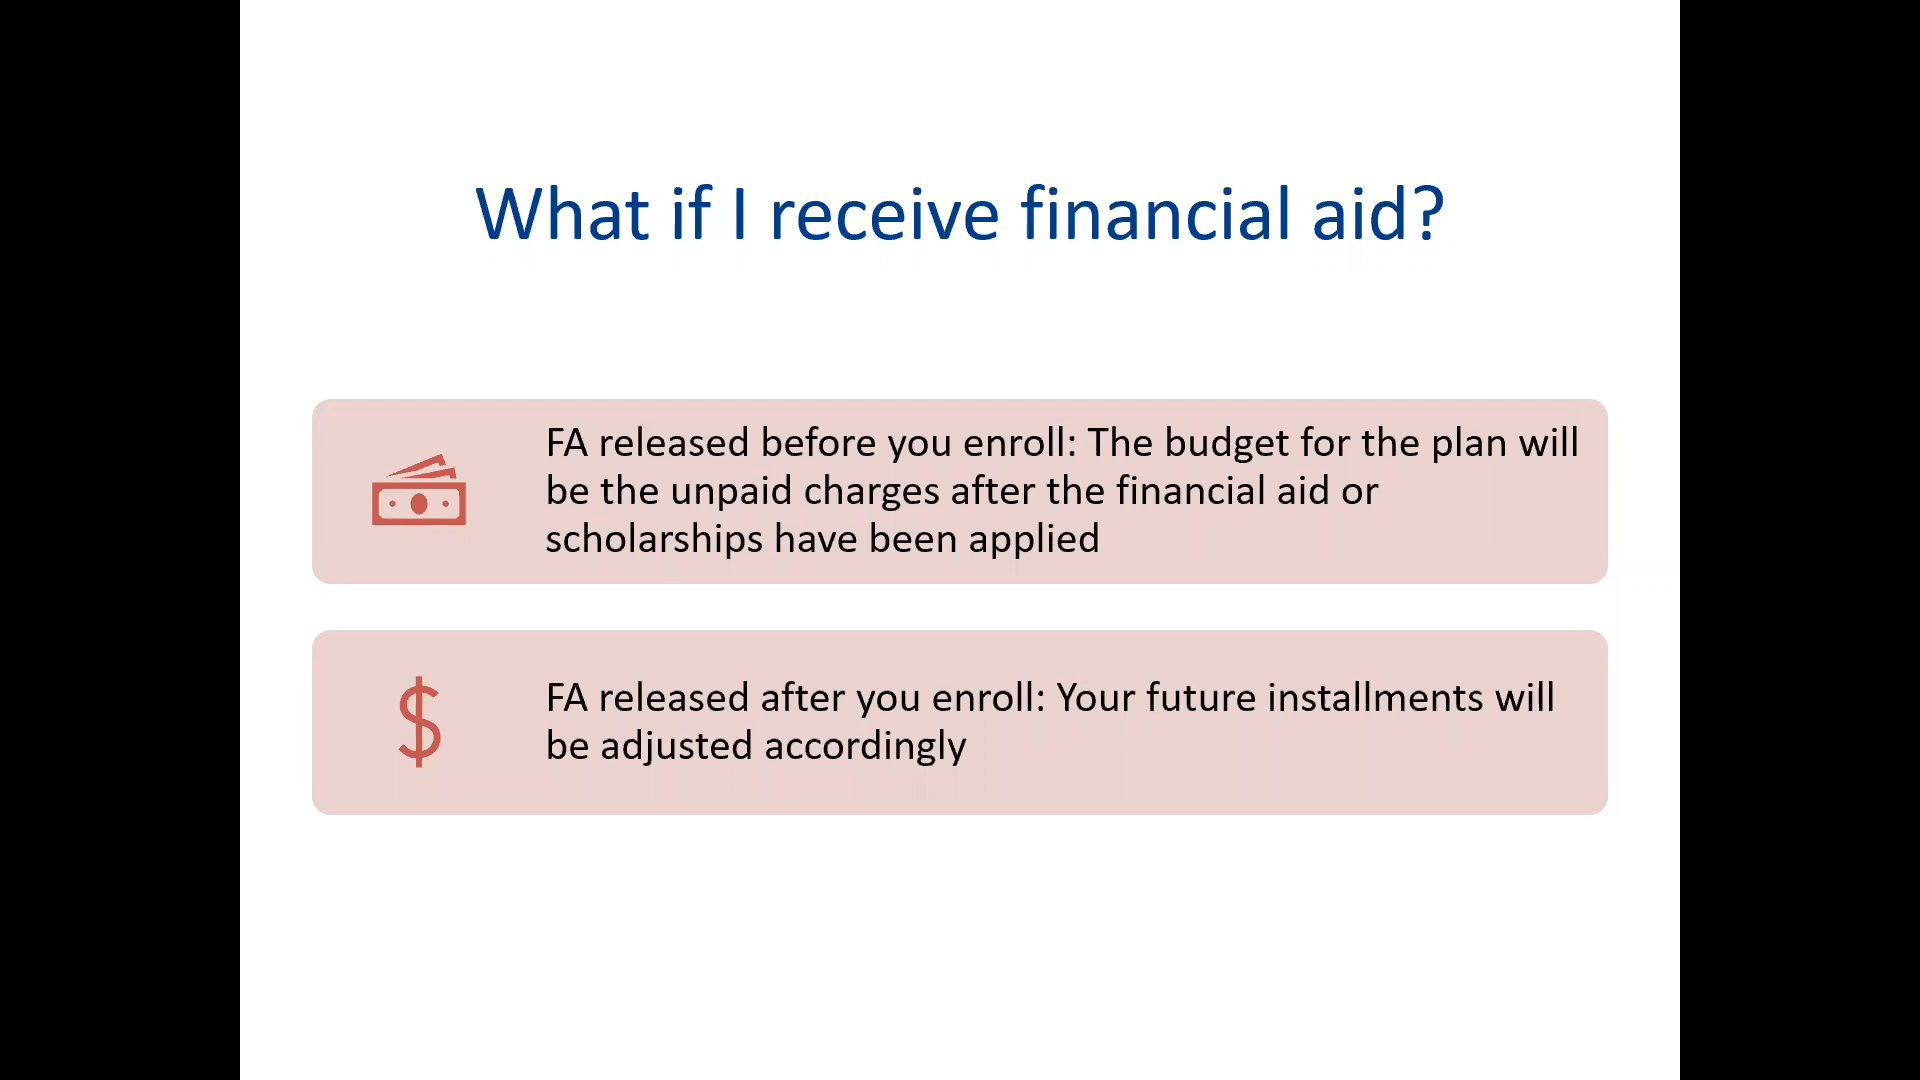 What if I receive financial aid?
FA released before you enroll: The budget for the plan will
be the unpaid charges after the financial aid or
scholarships have been applied
FA released after you enroll: Your future installments will
be adjusted accordingly